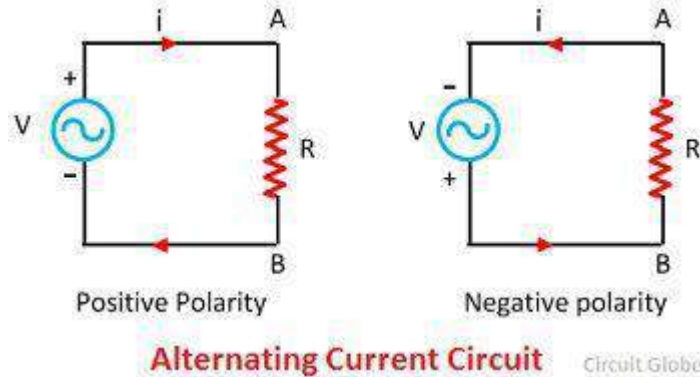 i A i A
+ -
V R V R
- +
B B
Positive Polarity Negative polarity
Alternating Current Circuit Circuit Globe